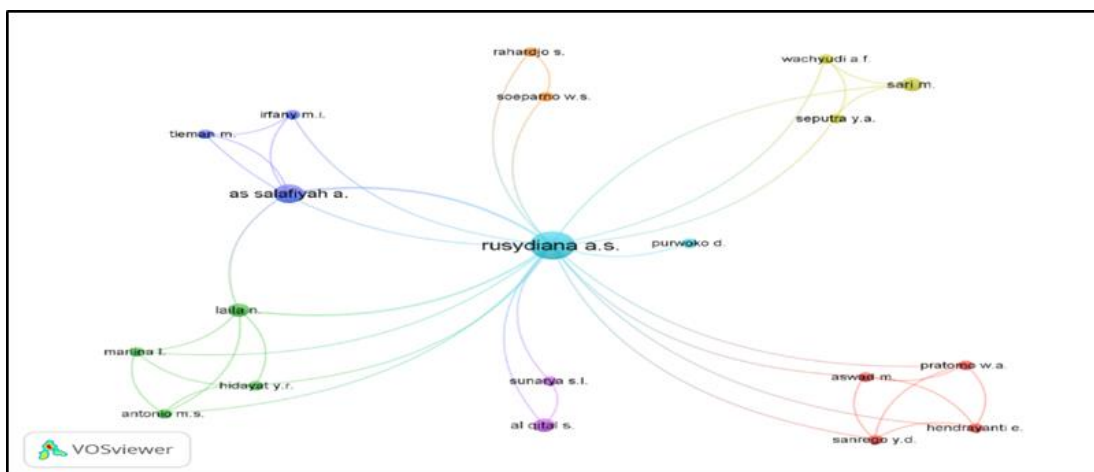 rahardjo s.
wachyudi a.f.
sari m.
soeparno w.s.
irfany m.i.
seputra y.a.
tieman m.
as salafiyah a.
rusydiana a.s.
purwoko d.
laila n.
marlina l.
pratomo w.a.
aswad m.
sunarya s.l.
hidayat y.r.
antonio m.s.
al qital s.
hendrayanti e.
sanrego y.d.
VOSviewer